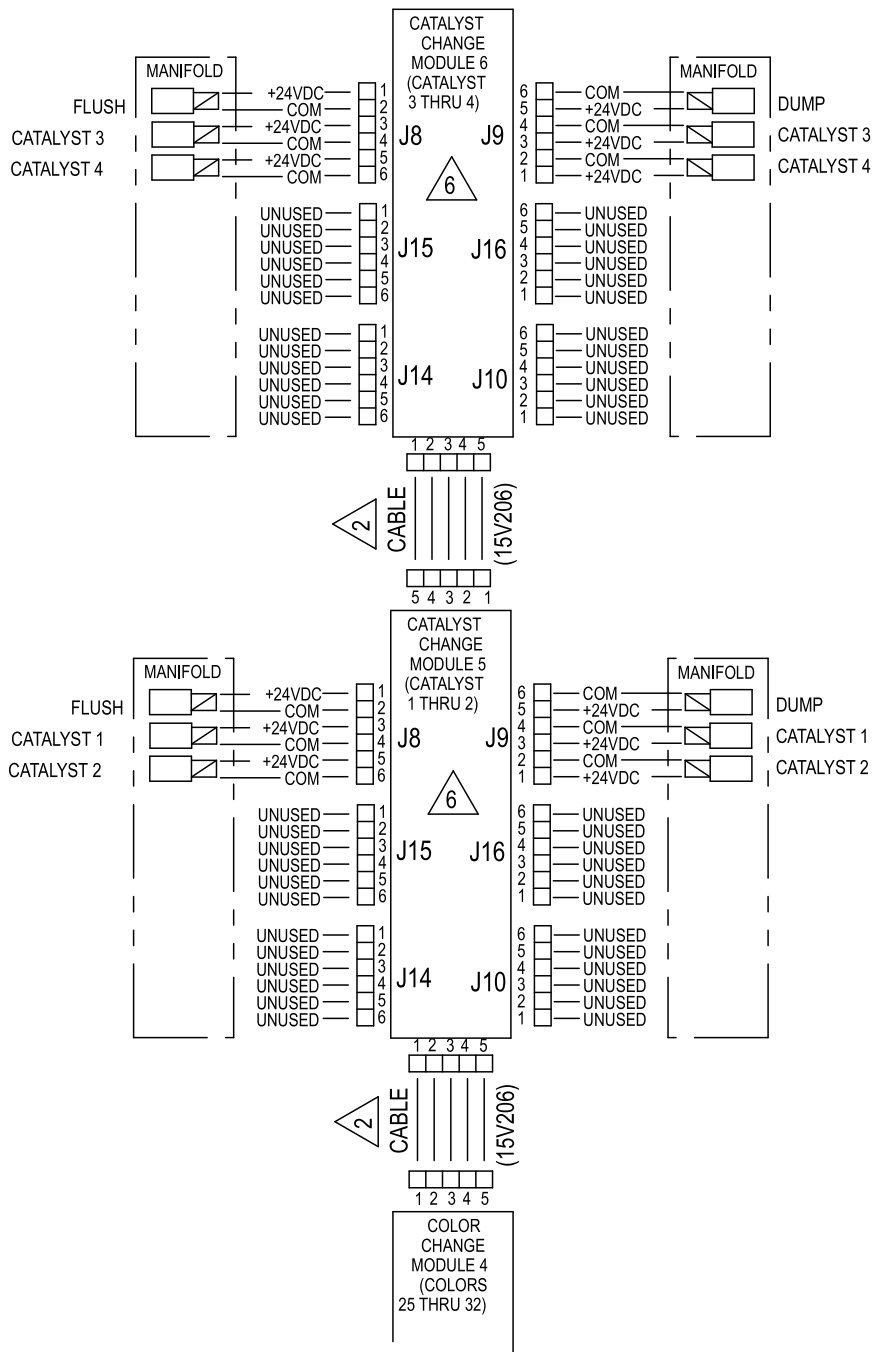 CATALYST
CHANGE
MODULE 6
(CATALYST
3 THRU 4)
MANIFOLD
FLUSH
CATALYST 3
CATALYST 4
+24VDC 1
COM 2
+24VDC 3
COM 4
+24VDC 5
COM 6
J8
J9
6 COM
5 +24VDC
4 COM
3 +24VDC
2 COM
1 +24VDC
MANIFOLD
DUMP
CATALYST 3
CATALYST 4
6
UNUSED 1
UNUSED 2
UNUSED 3
UNUSED 4
UNUSED 5
UNUSED 6
J15
J16
6 UNUSED
5 UNUSED
4 UNUSED
3 UNUSED
2 UNUSED
1 UNUSED
UNUSED 1
UNUSED 2
UNUSED 3
UNUSED 4
UNUSED 5
UNUSED 6
J14
J10
6 UNUSED
5 UNUSED
4 UNUSED
3 UNUSED
2 UNUSED
1 UNUSED
1 2 3 4 5
2
CABLE
(15V206)
5 4 3 2 1
CATALYST
CHANGE
MODULE 5
(CATALYST
1 THRU 2)
MANIFOLD
FLUSH
CATALYST 1
CATALYST 2
+24VDC 1
COM 2
+24VDC 3
COM 4
+24VDC 5
COM 6
J8
J9
6 COM
5 +24VDC
4 COM
3 +24VDC
2 COM
1 +24VDC
MANIFOLD
DUMP
CATALYST 1
CATALYST 2
6
UNUSED 1
UNUSED 2
UNUSED 3
UNUSED 4
UNUSED 5
UNUSED 6
J15
J16
6 UNUSED
5 UNUSED
4 UNUSED
3 UNUSED
2 UNUSED
1 UNUSED
UNUSED 1
UNUSED 2
UNUSED 3
UNUSED 4
UNUSED 5
UNUSED 6
J14
J10
6 UNUSED
5 UNUSED
4 UNUSED
3 UNUSED
2 UNUSED
1 UNUSED
1 2 3 4 5
2
CABLE
(15V206)
1 2 3 4 5
COLOR
CHANGE
MODULE 4
(COLORS
25 THRU 32)